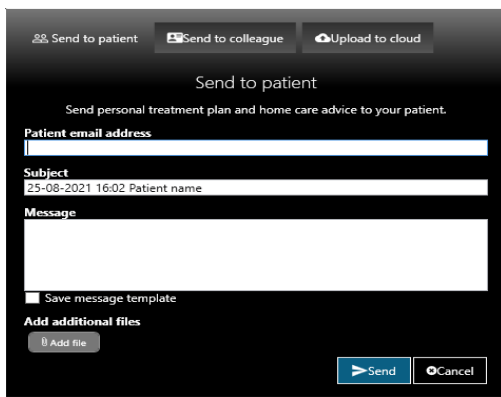 Send to patient
Send to colleague
Upload to cloud
Send to patient
Send personal treatment plan and home care advice to your patient.
Patient email address
Subject
25-08-2021 16:02 Patient name
Message
Save message template
Add additional files
Add file
Send
Cancel